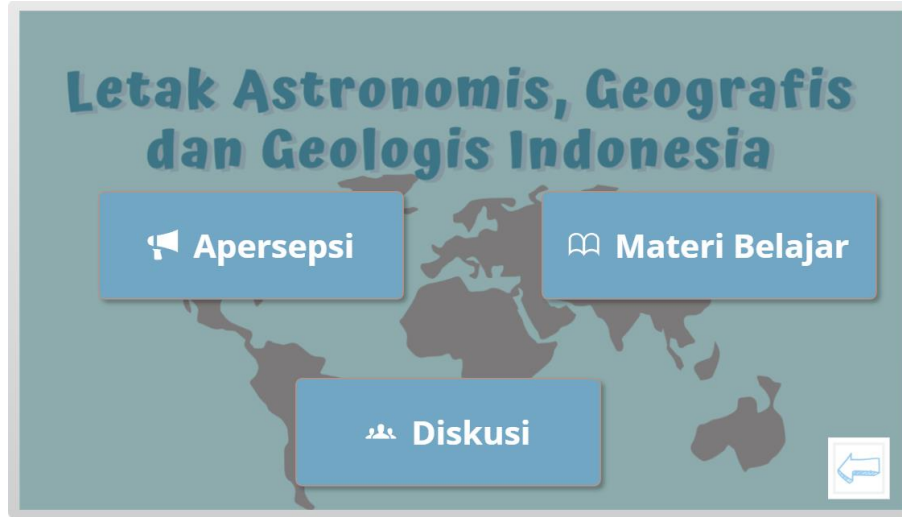 Letak Astronomis, Geografis
dan Geologis Indonesia
Apersepsi
Materi Belajar
Diskusi